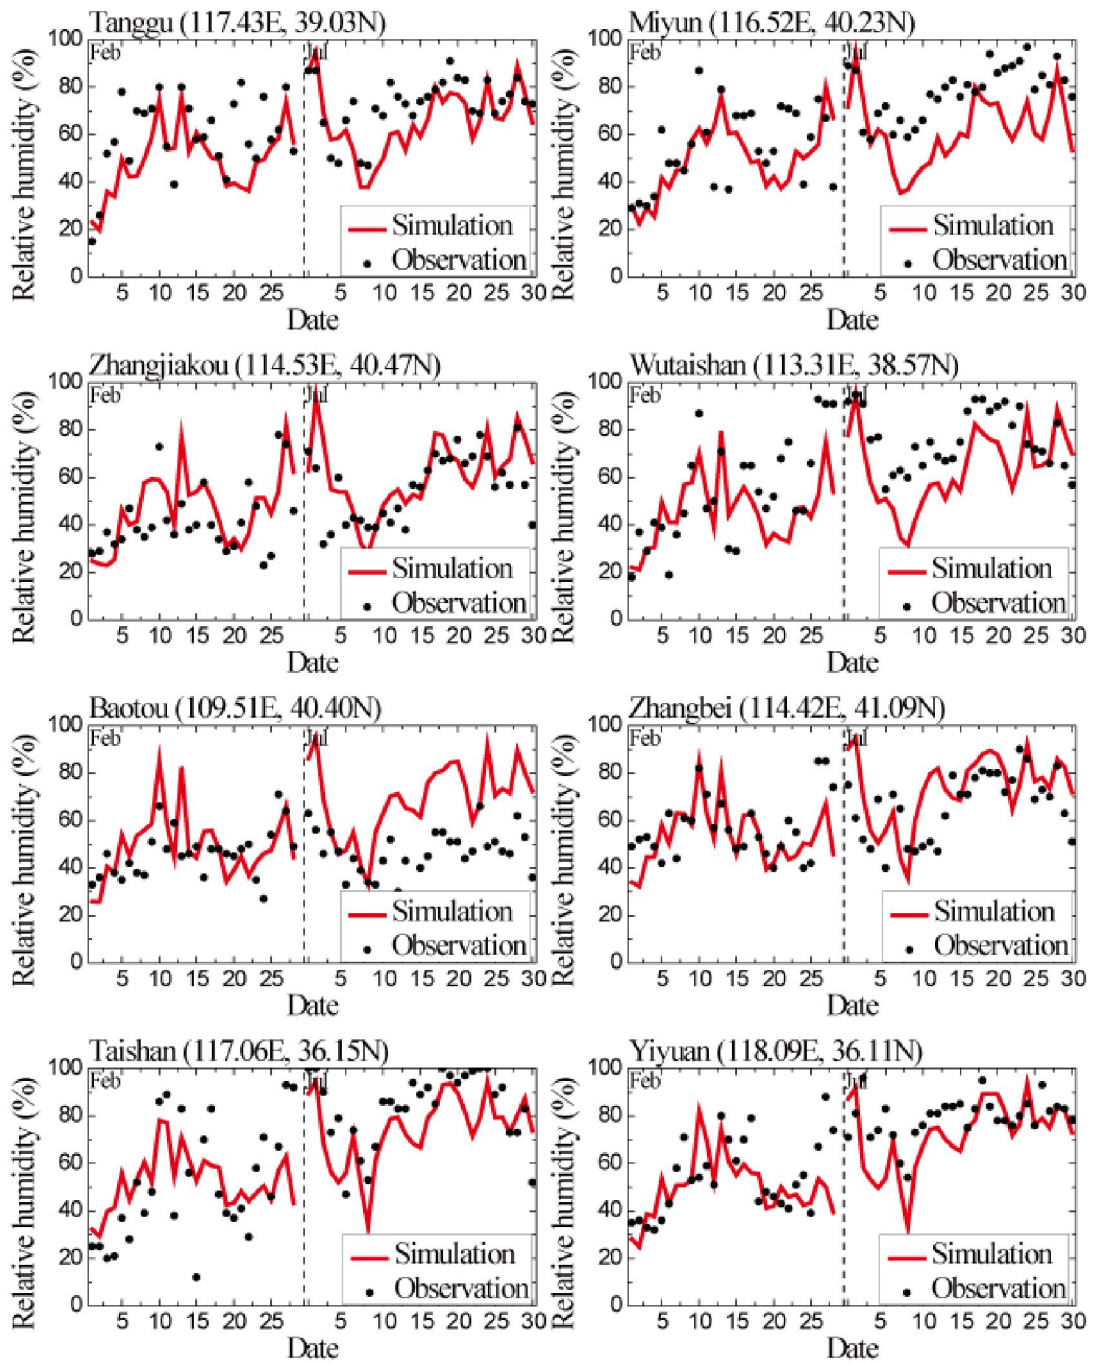 Tanggu (117.43E, 39.03N)
Relative humidity (%)
100
80
60
40
20
0
Feb
Jul
Simulation
Observation
5 10 15 20 25 5 10 15 20 25 30
Date
Miyun (116.52E, 40.23N)
Relative humidity (%)
100
80
60
40
20
0
Feb
Jul
Simulation
Observation
5 10 15 20 25 5 10 15 20 25 30
Date
Zhangjiakou (114.53E, 40.47N)
Relative humidity (%)
100
80
60
40
20
0
Feb
Jul
Simulation
Observation
5 10 15 20 25 5 10 15 20 25 30
Date
Wutaishan (113.31E, 38.57N)
Relative humidity (%)
100
80
60
40
20
0
Feb
Jul
Simulation
Observation
5 10 15 20 25 5 10 15 20 25 30
Date
Baotou (109.51E, 40.40N)
Relative humidity (%)
100
80
60
40
20
0
Feb
Jul
Simulation
Observation
5 10 15 20 25 5 10 15 20 25 30
Date
Zhangbei (114.42E, 41.09N)
Relative humidity (%)
100
80
60
40
20
0
Feb
Jul
Simulation
Observation
5 10 15 20 25 5 10 15 20 25 30
Date
Taishan (117.06E, 36.15N)
Relative humidity (%)
100
80
60
40
20
0
Feb
Jul
Simulation
Observation
5 10 15 20 25 5 10 15 20 25 30
Date
Yiyuan (118.09E, 36.11N)
Relative humidity (%)
100
80
60
40
20
0
Feb
Jul
Simulation
Observation
5 10 15 20 25 5 10 15 20 25 30
Date